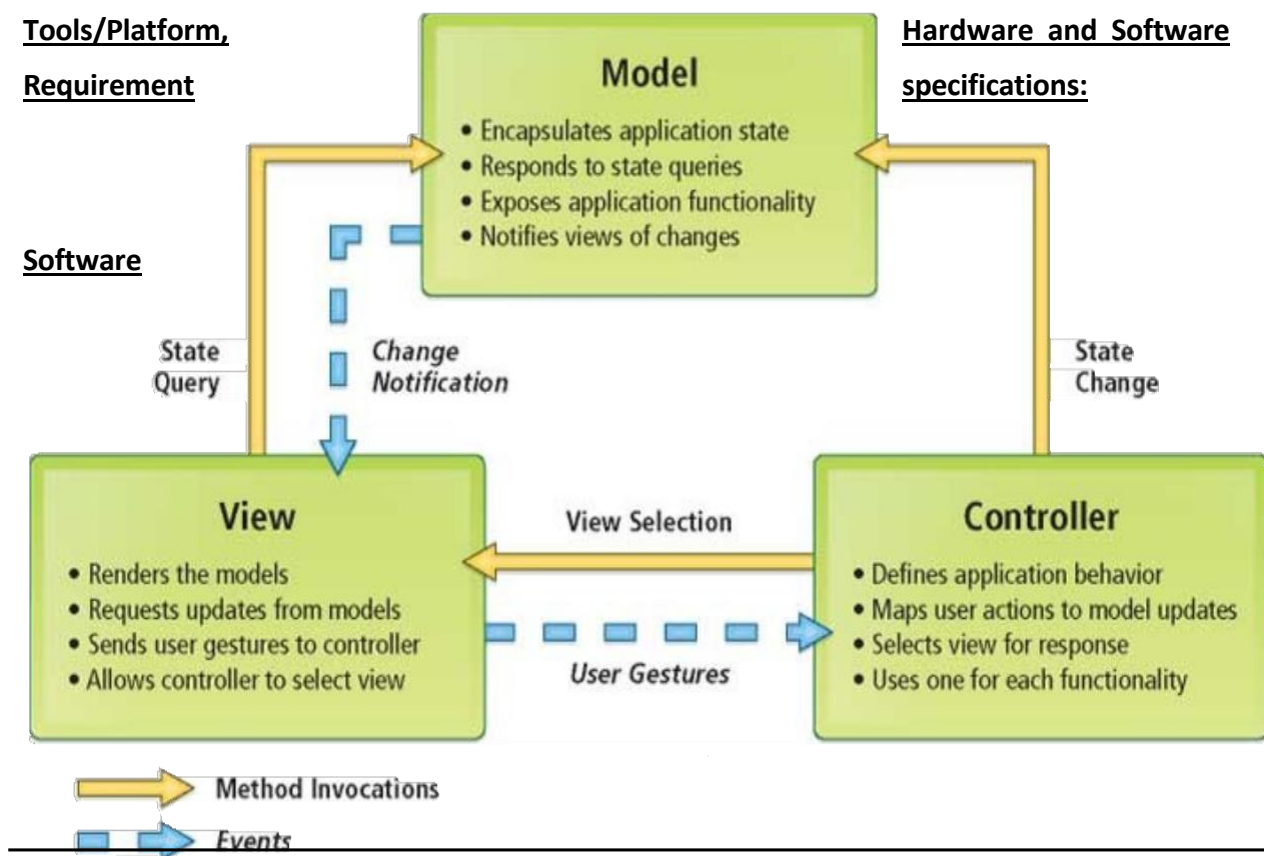 Tools/Platform,
Requirement
Hardware and Software
specifications:
Software
Model
• Encapsulates application state
• Responds to state queries
• Exposes application functionality
• Notifies views of changes
State
Query
Change
Notification
State
Change
View
• Renders the models
• Requests updates from models
• Sends user gestures to controller
• Allows controller to select view
View Selection
User Gestures
Controller
• Defines application behavior
• Maps user actions to model updates
• Selects view for response
• Uses one for each functionality
Method Invocations
Events